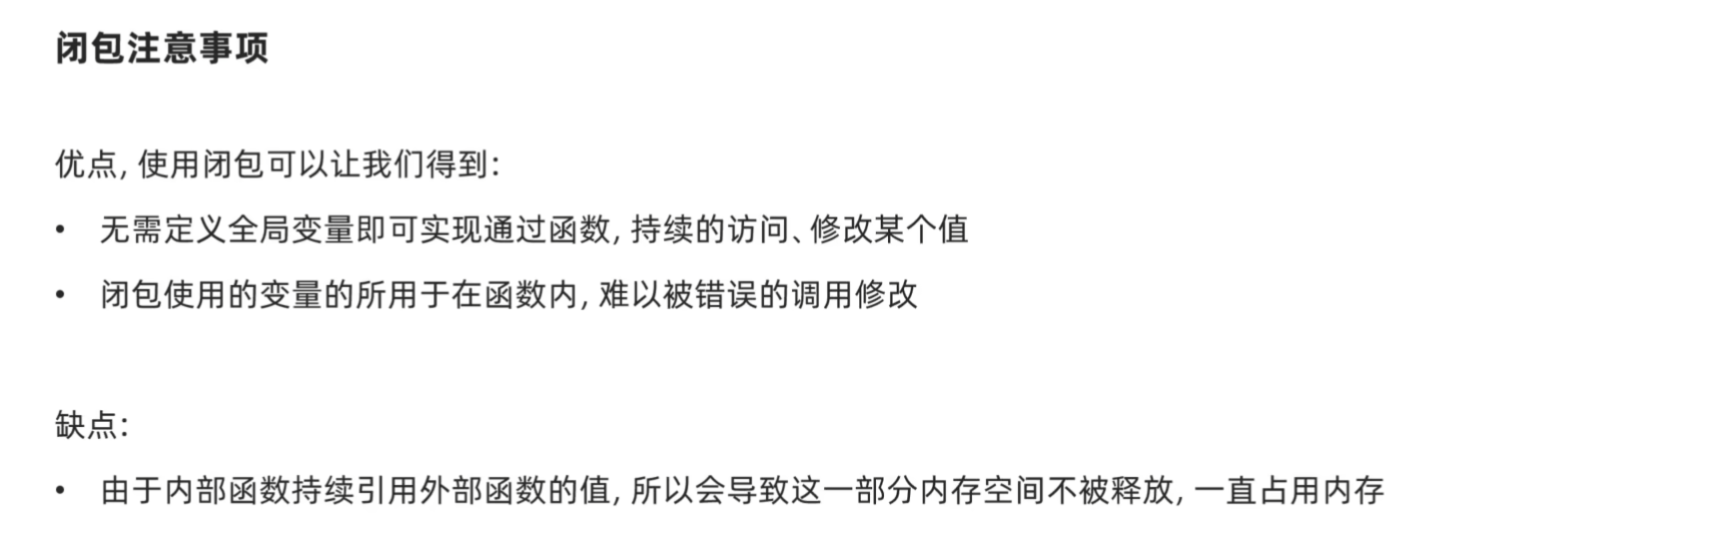 闭包注意事项
优点, 使用闭包可以让我们得到:
• 无需定义全局变量即可实现通过函数, 持续的访问、修改某个值
• 闭包使用的变量的所用于在函数内, 难以被错误的调用修改
缺点:
• 由于内部函数持续引用外部函数的值, 所以会导致这一部分内存空间不被释放, 一直占用内存